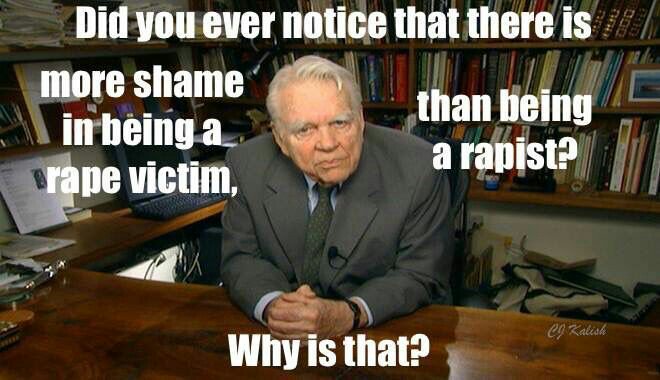 Did you ever notice that there is
more shame
in being a
rape victim,
than being
a rapist?
Why is that?
CJ Kalish